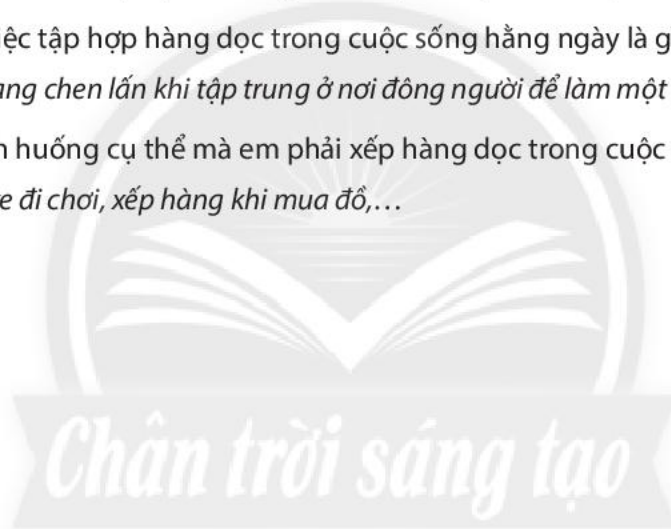 iệc tập hợp hàng dọc trong cuộc sống hằng ngày là g
ang chen lấn khi tập trung ở nơi đông người để làm một
h huống cụ thể mà em phải xếp hàng dọc trong cuộc
e đi chơi, xếp hàng khi mua đồ,…
Chân trời sáng tạo